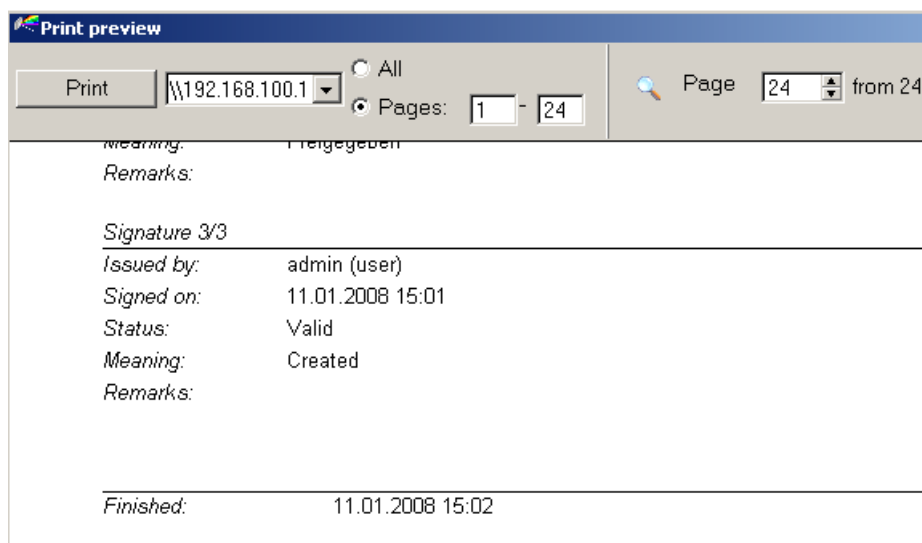 Print preview
Print \\192.168.100.1 All
Pages: 1 - 24
Page 24 from 24
Meaning: Freigegeben
Remarks:
Signature 3/3
Issued by: admin (user)
Signed on: 11.01.2008 15:01
Status: Valid
Meaning: Created
Remarks:
Finished: 11.01.2008 15:02